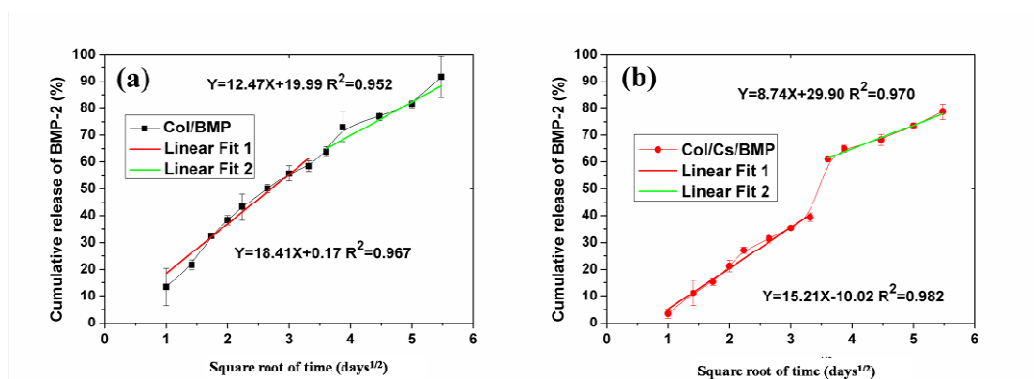 (a)
Y=12.47X+19.99 R²=0.952
Col/BMP
Linear Fit 1
Linear Fit 2
Y=18.41X+0.17 R²=0.967
Cumulative release of BMP-2 (%)
100
90
80
70
60
50
40
30
20
10
0
0 1 2 3 4 5 6
Square root of time (days1/2)
(b)
Y=8.74X+29.90 R²=0.970
Col/Cs/BMP
Linear Fit 1
Linear Fit 2
Y=15.21X-10.02 R²=0.982
Cumulative release of BMP-2 (%)
100
90
80
70
60
50
40
30
20
10
0
0 1 2 3 4 5 6
Square root of time (days1/2)